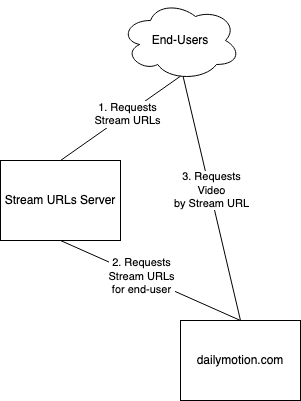 End-Users
1. Requests
Stream URLs
3. Requests
Video
by Stream URL
Stream URLs Server
2. Requests
Stream URLs
for end-user
dailymotion.com